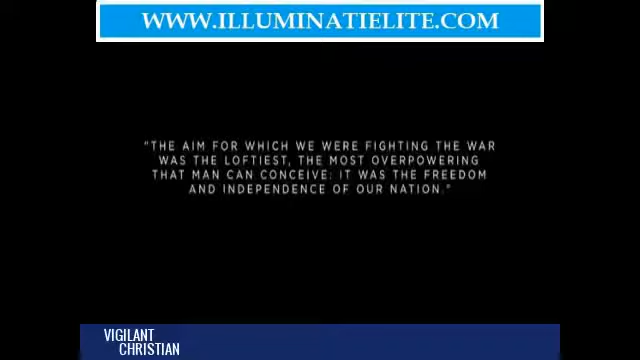 WWW.ILLUMINATIELITE.COM
"THE AIM FOR WHICH WE WERE FIGHTING THE WAR
WAS THE LOFTIEST, THE MOST OVERPOWERING
THAT MAN CAN CONCEIVE: IT WAS THE FREEDOM
AND INDEPENDENCE OF OUR NATION."
VIGILANT
CHRISTIAN